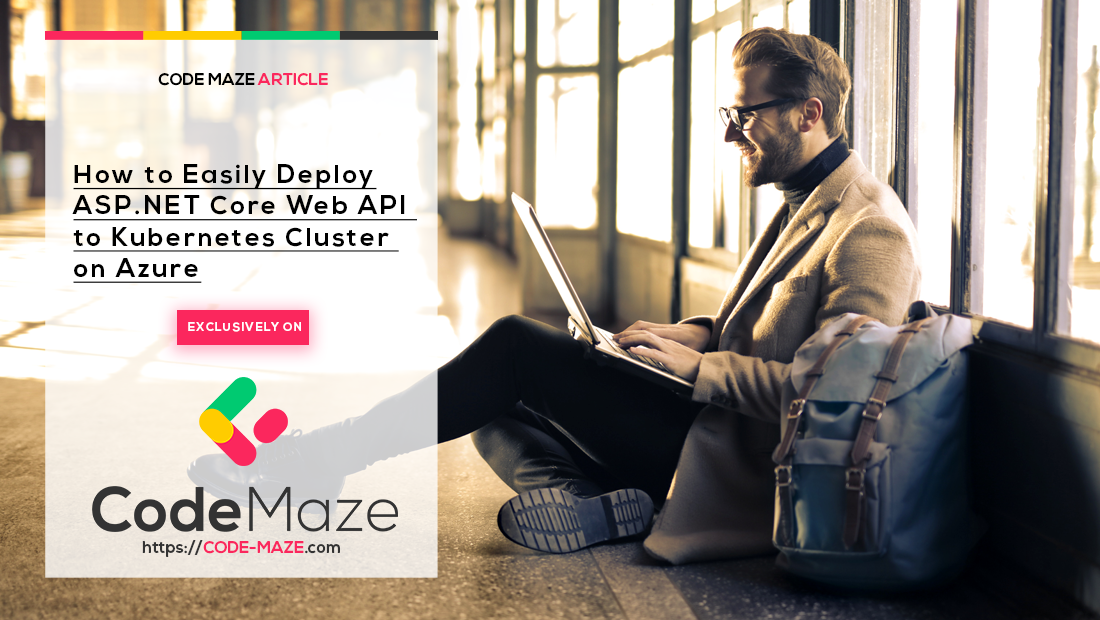 CODE MAZE ARTICLE
How to Easily Deploy
ASP.NET Core Web API
to Kubernetes Cluster
on Azure
EXCLUSIVELY ON
CodeMaze
https://CODE-MAZE.com